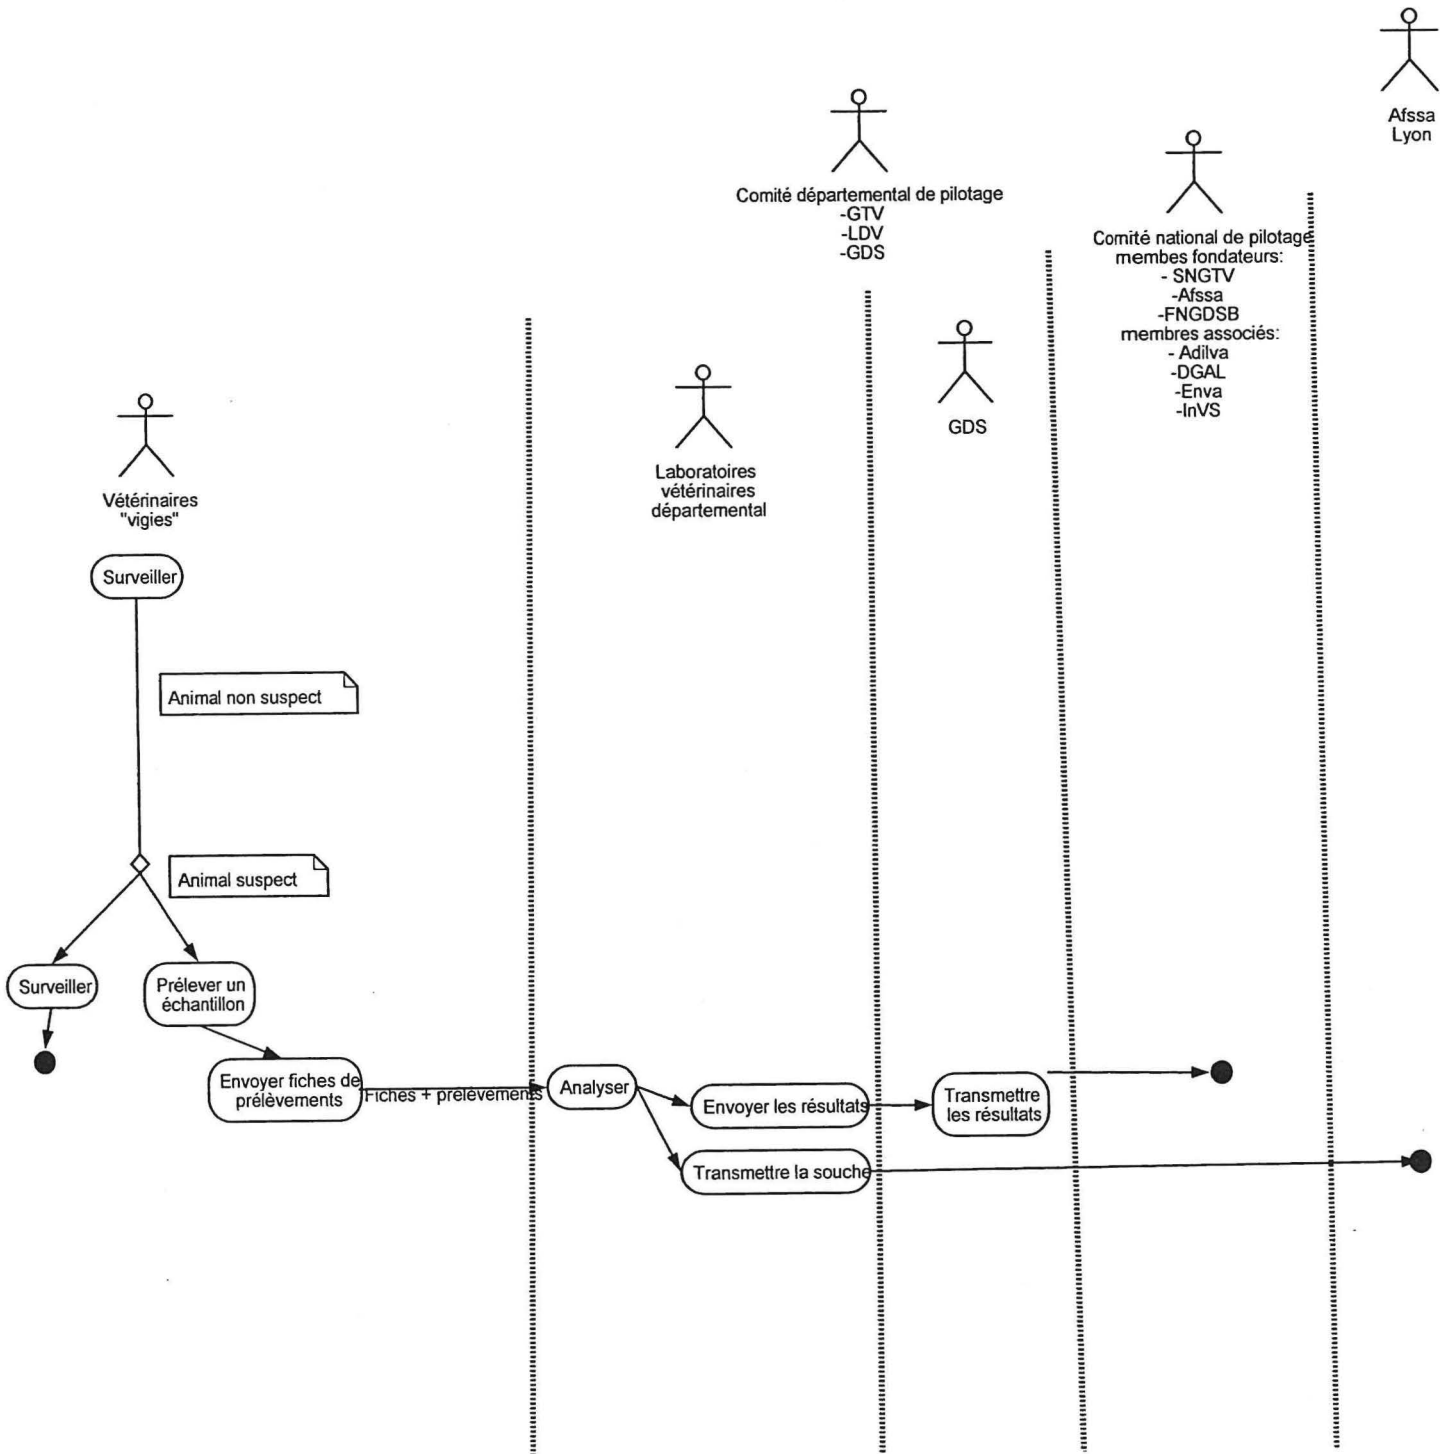 Afssa
Lyon
Comité départemental de pilotage
-GTV
-LDV
-GDS
Comité national de pilotage
membes fondateurs:
- SNGTV
-Afssa
-FNGDSB
membres associés:
- Adilva
-DGAL
-Enva
-InVS
GDS
Laboratoires
vétérinaires
départemental
Vétérinaires
"vigies"
Surveiller
Animal non suspect
Animal suspect
Surveiller
Prélever un
échantillon
Envoyer fiches de
prélèvements
Fiches + prélèvements
Analyser
Envoyer les résultats
Transmettre
les résultats
Transmettre la souche